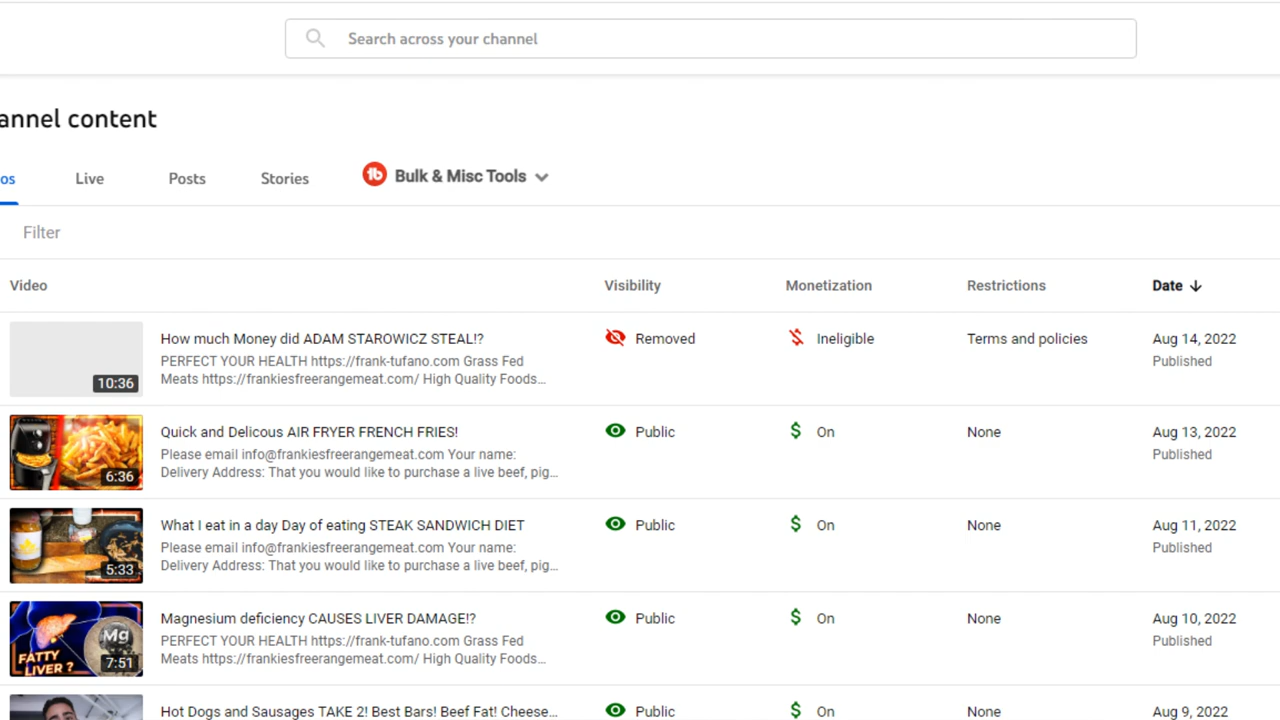 Search across your channel
annel content
os Live Posts Stories tb Bulk & Misc Tools
Filter
Video Visibility Monetization Restrictions Date
How much Money did ADAM STAROWICZ STEAL!? Removed Ineligible Terms and policies Aug 14, 2022
PERFECT YOUR HEALTH https://frank-tufano.com Grass Fed Published
Meats https://frankiesfreerangemeat.com/ High Quality Foods...
10:36
Quick and Delicous AIR FRYER FRENCH FRIES! Public On None Aug 13, 2022
Please email info@frankiesfreerangemeat.com Your name: Published
Delivery Address: That you would like to purchase a live beef, pig...
6:36
What I eat in a day Day of eating STEAK SANDWICH DIET Public On None Aug 11, 2022
Please email info@frankiesfreerangemeat.com Your name: Published
Delivery Address: That you would like to purchase a live beef, pig...
5:33
Magnesium deficiency CAUSES LIVER DAMAGE!? Public On None Aug 10, 2022
PERFECT YOUR HEALTH https://frank-tufano.com Grass Fed Published
Mg
Meats https://frankiesfreerangemeat.com/ High Quality Foods...
FATTY
LIVER ?
7:51
Hot Dogs and Sausages TAKE 2! Best Bars! Beef Fat! Cheese... Public On None Aug 9, 2022